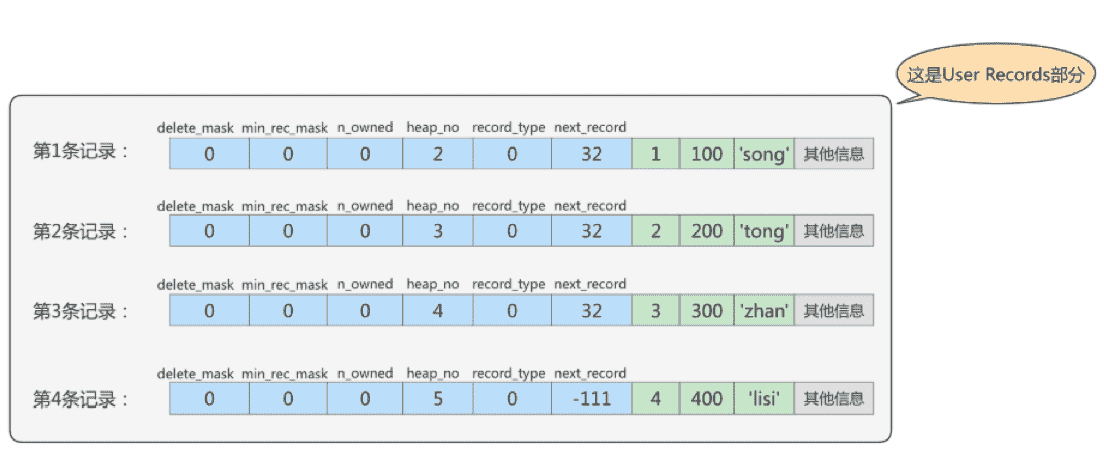 这是User Records部分
delete_mask min_rec_mask n_owned heap_no record_type next_record
第1条记录： 0 0 0 2 0 32 1 100 'song' 其他信息
delete_mask min_rec_mask n_owned heap_no record_type next_record
第2条记录： 0 0 0 3 0 32 2 200 'tong' 其他信息
delete_mask min_rec_mask n_owned heap_no record_type next_record
第3条记录： 0 0 0 4 0 32 3 300 'zhan' 其他信息
delete_mask min_rec_mask n_owned heap_no record_type next_record
第4条记录： 0 0 0 5 0 -111 4 400 'lisi' 其他信息